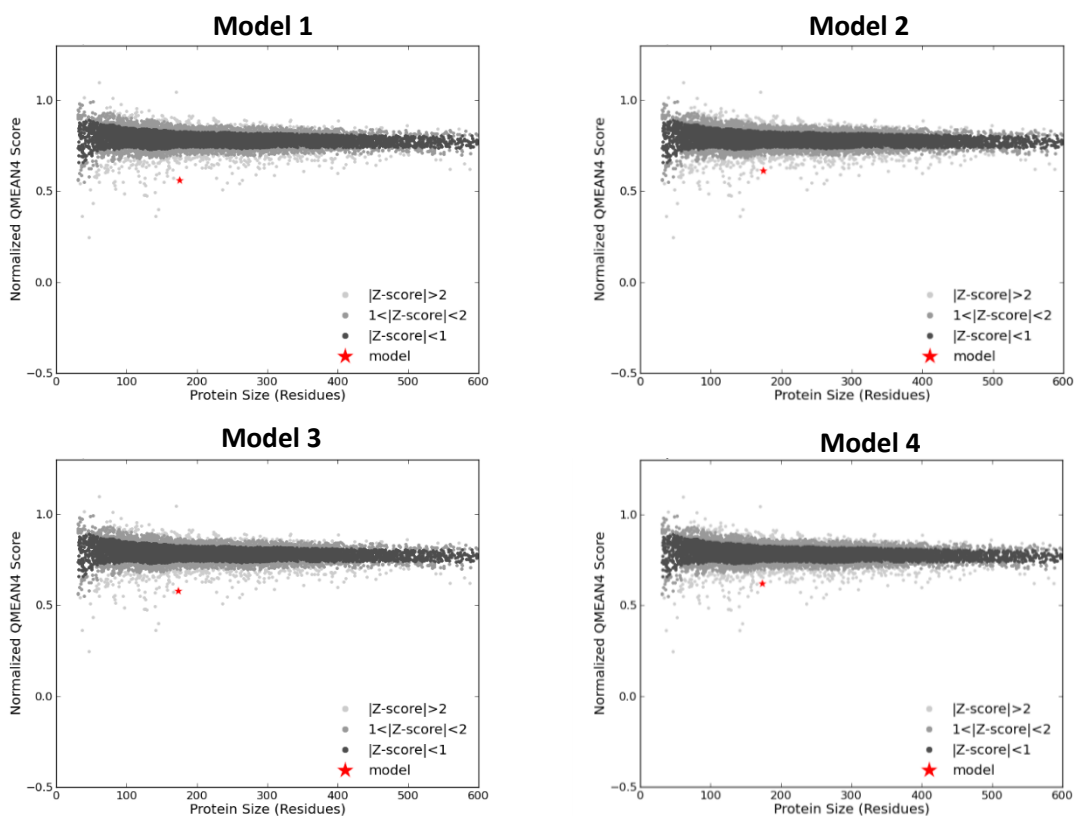 Model 1
Normalized QMEAN4 Score
1.0
0.5
0.0
−0.5
|Z-score|>2
1<|Z-score|<2
|Z-score|<1
model
0 100 200 300 400 500 600
Protein Size (Residues)
Model 2
Normalized QMEAN4 Score
1.0
0.5
0.0
−0.5
|Z-score|>2
1<|Z-score|<2
|Z-score|<1
model
0 100 200 300 400 500 600
Protein Size (Residues)
Model 3
Normalized QMEAN4 Score
1.0
0.5
0.0
−0.5
|Z-score|>2
1<|Z-score|<2
|Z-score|<1
model
0 100 200 300 400 500 600
Protein Size (Residues)
Model 4
Normalized QMEAN4 Score
1.0
0.5
0.0
−0.5
|Z-score|>2
1<|Z-score|<2
|Z-score|<1
model
0 100 200 300 400 500 600
Protein Size (Residues)